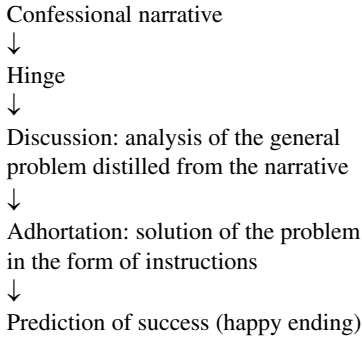 Confessional narrative
↓
Hinge
↓
Discussion: analysis of the general
problem distilled from the narrative
↓
Adhortation: solution of the problem
in the form of instructions
↓
Prediction of success (happy ending)